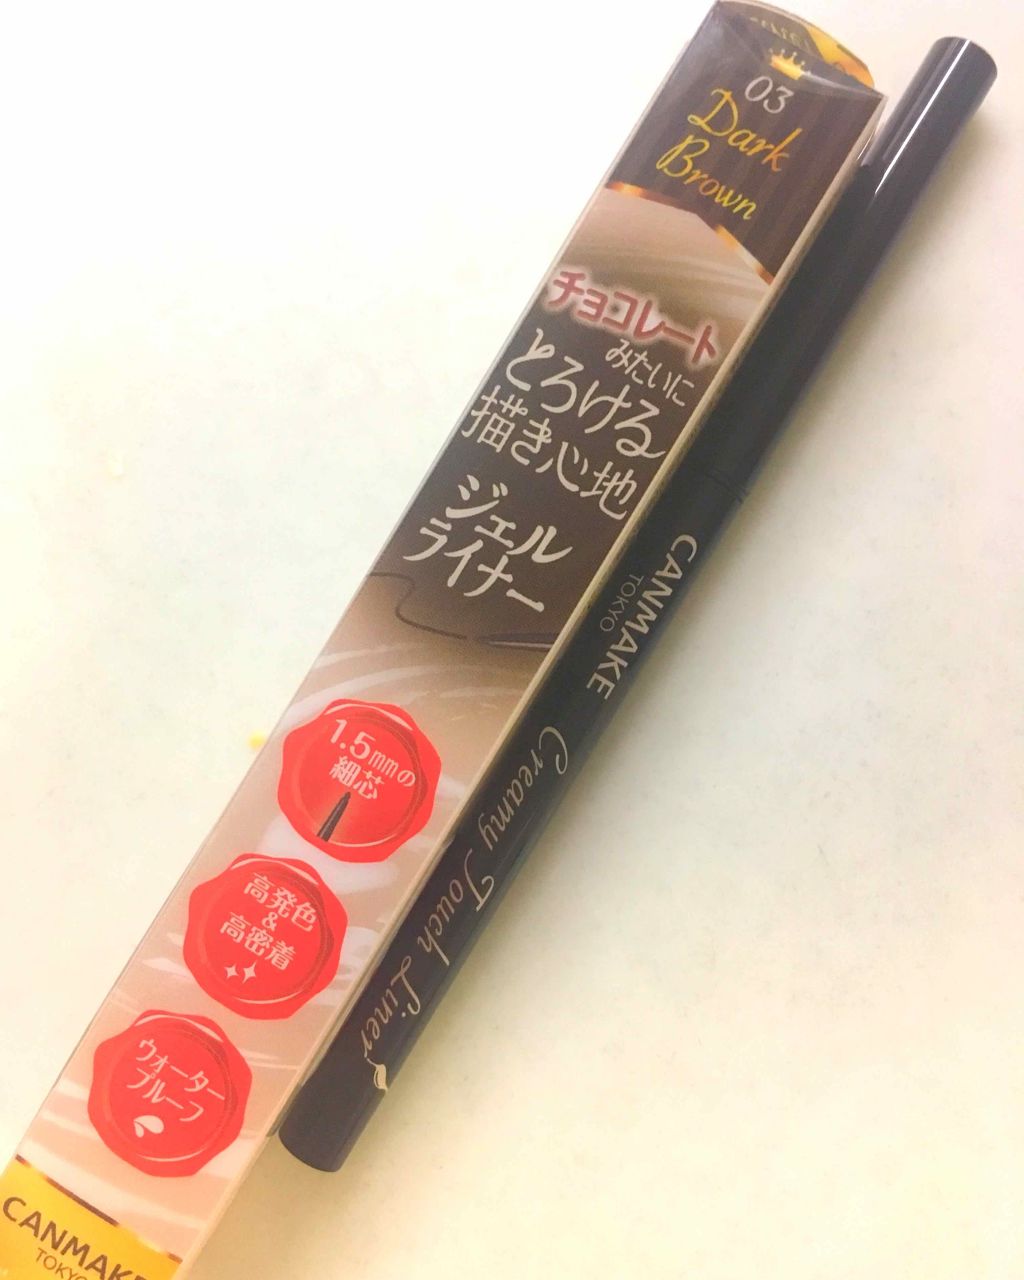 03
Dark
Brown
チョコレート
みたいに
とろける
描き心地
ジェル
ライナー
1.5mmの
細芯
高発色
&
高密着
ウォーター
プルーフ
CANMAKE
TOKYO
CANMAKE
TOKYO
Creamy Touch Liner